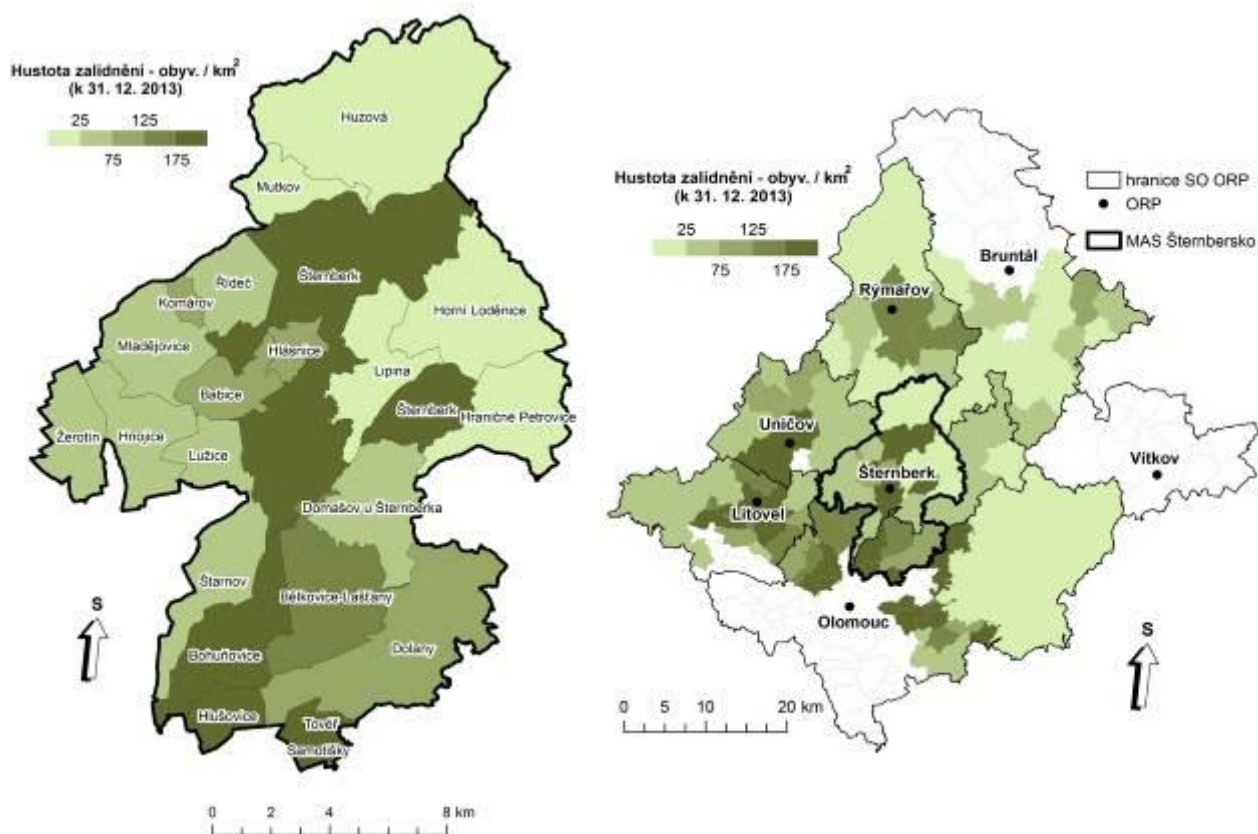 Hustota zalidnění - obyv. / km²
(k 31. 12. 2013)
25 125
75 175
Huzová
Mutkov
Šternberk
Řídeč
Komárov
Horní Loděnice
Mladějovice
Hlásnice
Lipina
Babice
Šternberk
Hraničné Petrovice
Žerotín
Hnojice
Lužice
Domašov u Šternberka
Štarnov
Bělkovice-Lašťany
S
Bohuňovice
Dolany
Hlušovice
Tovéř
Samotišky
0 2 4 8 km
Hustota zalidnění - obyv. / km²
(k 31. 12. 2013)
25 125
75 175
hranice SO ORP
ORP
MAS Šternbersko
Bruntál
Rýmařov
Uničov
Šternberk
Vítkov
Litovel
Olomouc
S
0 5 10 20 km